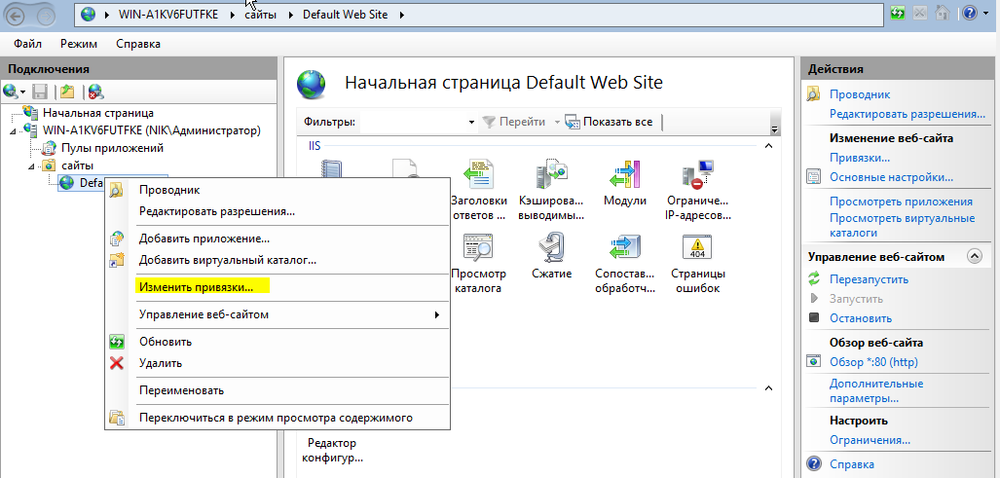 WIN-A1KV6FUTFKE сайты Default Web Site
Файл Режим Справка
Подключения
Начальная страница
WIN-A1KV6FUTFKE (NIK\Администратор)
Пулы приложений
сайты
Проводник
Редактировать разрешения...
Добавить приложение...
Добавить виртуальный каталог...
Изменить привязки...
Управление веб-сайтом
Обновить
Удалить
Переименовать
Переключиться в режим просмотра содержимого
Начальная страница Default Web Site
Фильтры: Перейти Показать все
IIS
Заголовки
ответов ...
Кэширова...
выводимы...
Модули
Ограниче...
IP-адресов...
Просмотр
каталога
Сжатие
Сопостав...
обработч...
404
Страницы
ошибок
Редактор
конфигур...
Действия
Проводник
Редактировать разрешения...
Изменение веб-сайта
Привязки...
Основные настройки...
Просмотреть приложения
Просмотреть виртуальные
каталоги
Управление веб-сайтом
Перезапустить
Запустить
Остановить
Обзор веб-сайта
Обзор *:80 (http)
Дополнительные
параметры...
Настроить
Ограничения...
Справка